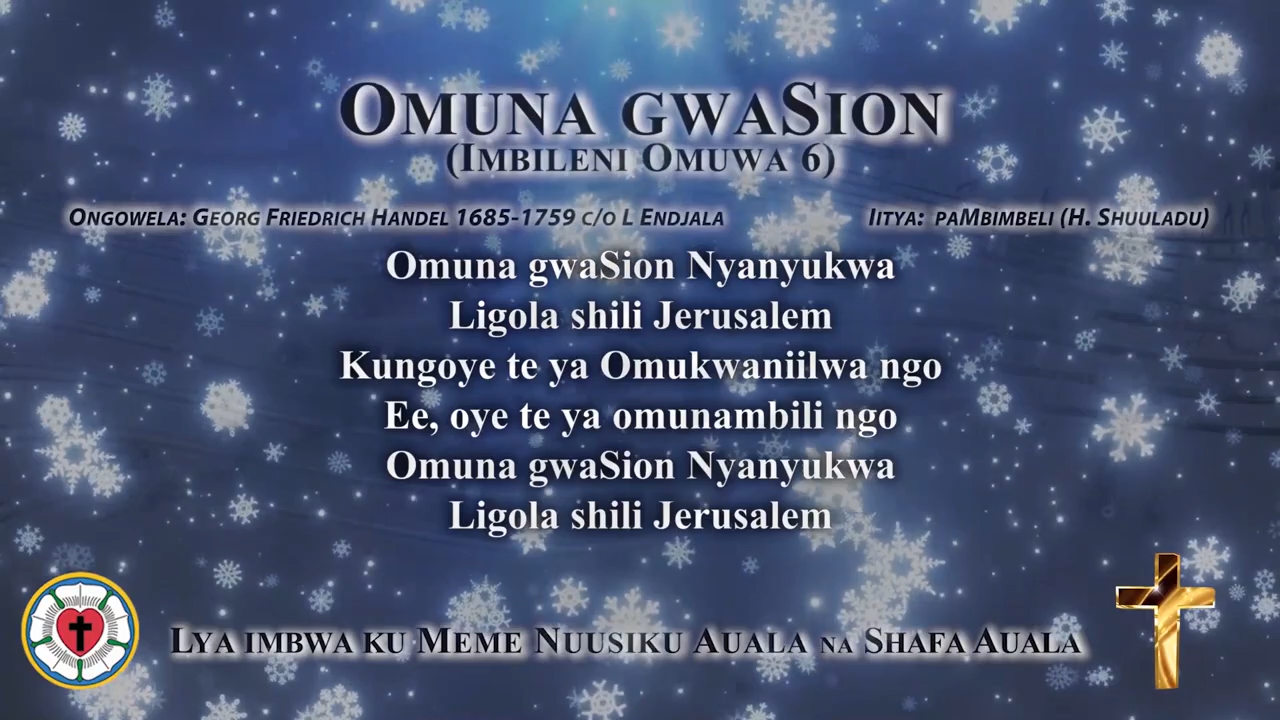 Omuna gwaSion
(Imbileni Omuwa 6)
Ongowela: Georg Friedrich Handel 1685-1759 c/o L Endjala Iitya: paMbimbeli (H. Shuuladu)
Omuna gwaSion Nyanyukwa
Ligola shili Jerusalem
Kungoye te ya Omukwaniilwa ngo
Ee, oye te ya omunambili ngo
Omuna gwaSion Nyanyukwa
Ligola shili Jerusalem
Lya imbwa ku Meme Nuusiku Auala na Shafa Auala